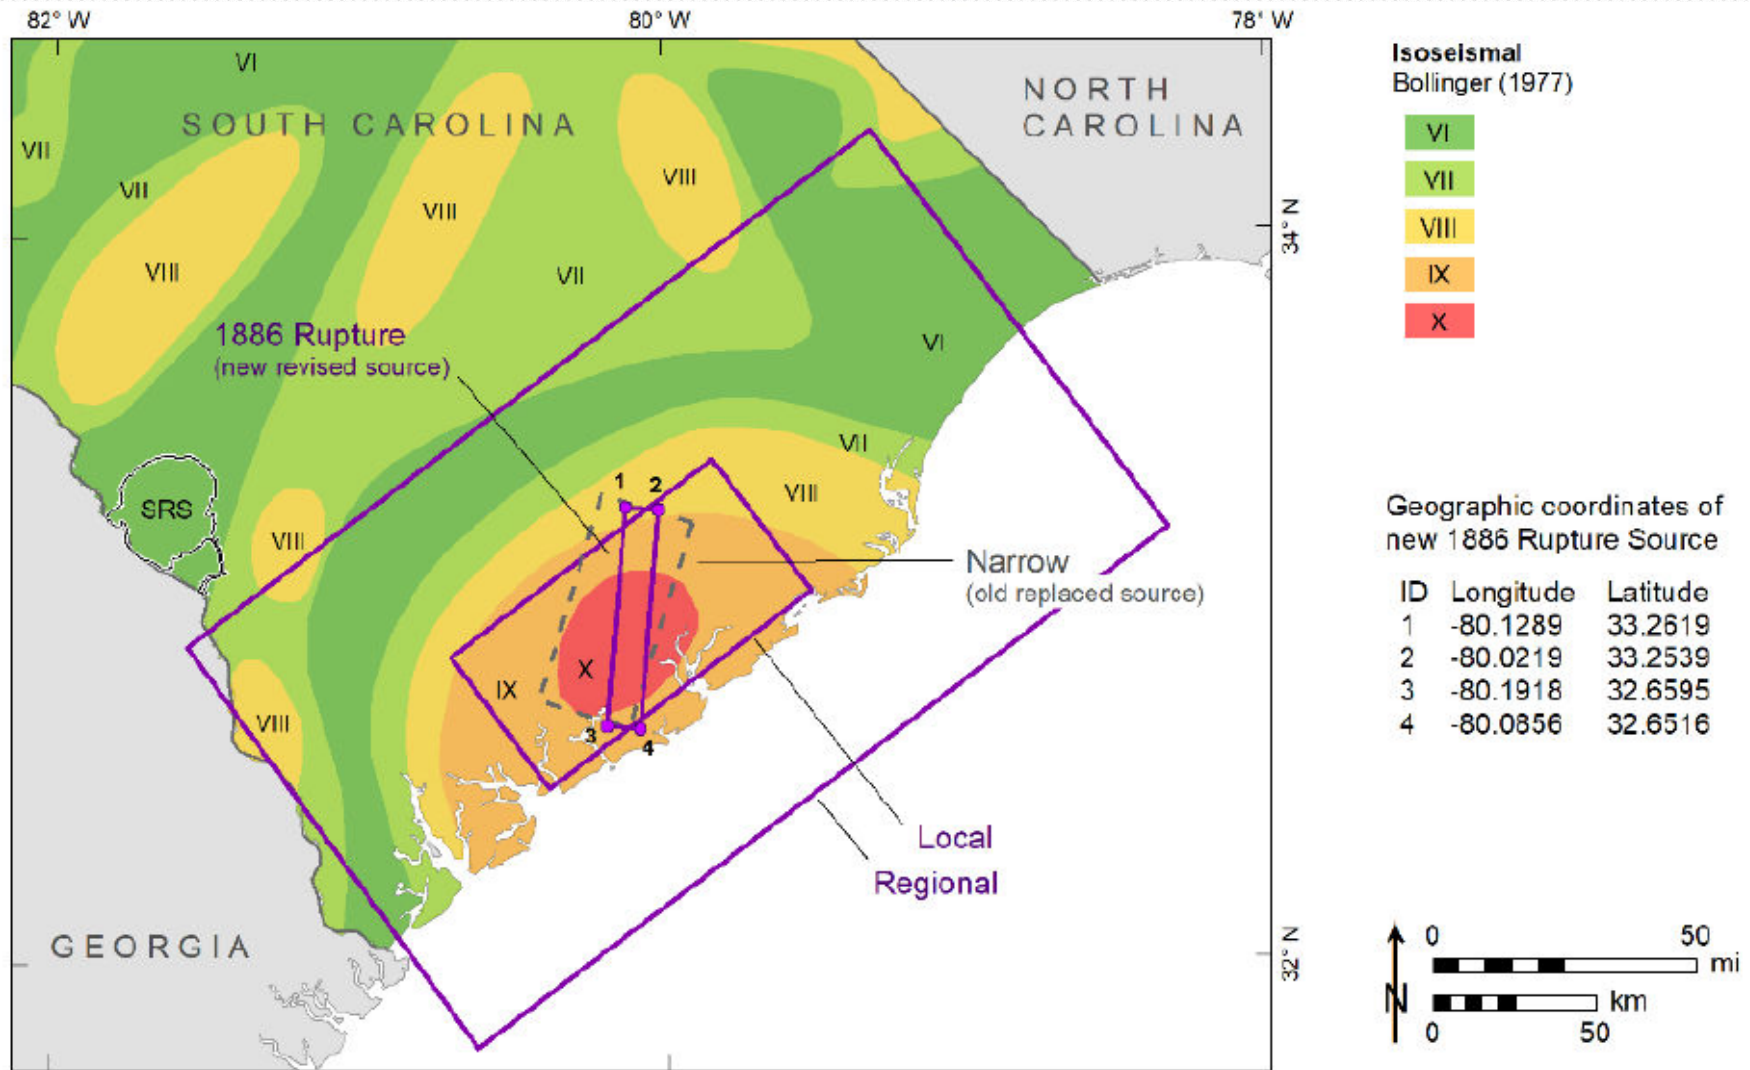 82° W
80° W
78° W
VI
SOUTH CAROLINA
NORTH
CAROLINA
VII
VII
VIII
VIII
VIII
VII
34° N
1886 Rupture
(new revised source)
VI
VII
VIII
1
2
SRS
VIII
Narrow
(old replaced source)
X
IX
VIII
3
4
Local
Regional
GEORGIA
32° N
Isoseismal
Bollinger (1977)
VI
VII
VIII
IX
X
Geographic coordinates of
new 1886 Rupture Source
ID Longitude Latitude
1 -80.1289 33.2619
2 -80.0219 33.2539
3 -80.1918 32.6595
4 -80.0856 32.6516
N
0 50
mi
km
0 50